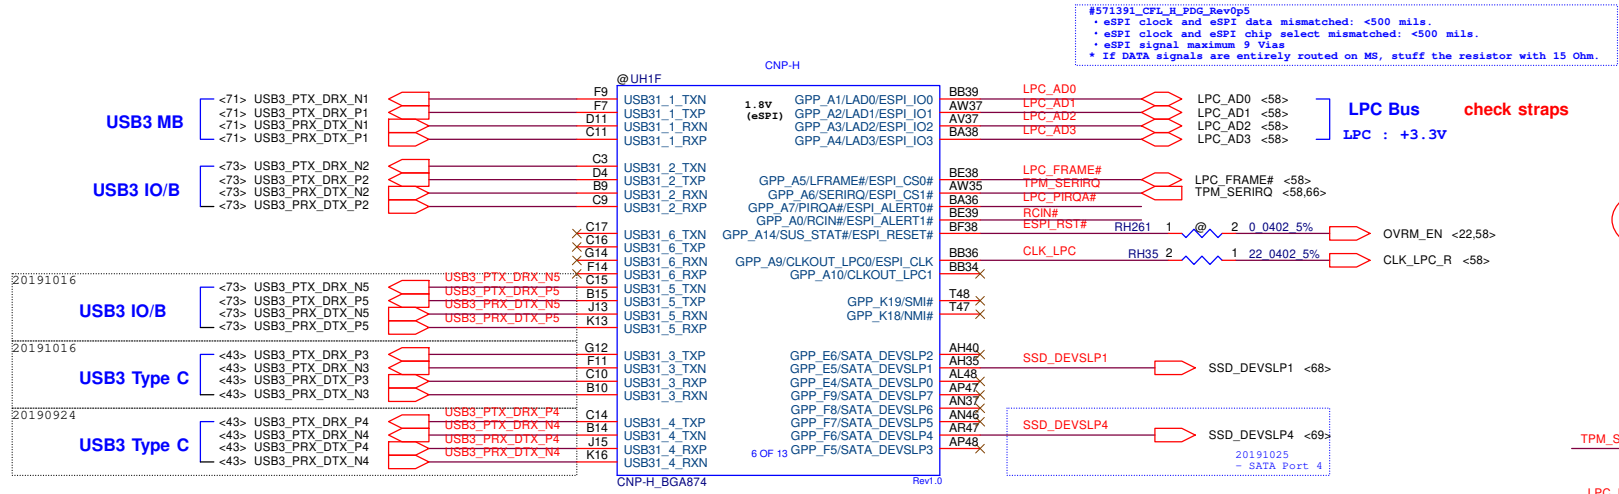 #571391_CFL_H_PDG_Rev0p5
• eSPI clock and eSPI data mismatched: <500 mils.
• eSPI clock and eSPI chip select mismatched: <500 mils.
• eSPI signal maximum 9 Vias
* If DATA signals are entirely routed on MS, stuff the resistor with 15 Ohm.
CNP-H
@ UH1F
USB3 MB
<71> USB3_PTX_DRX_N1 F9 USB31_1_TXN
<71> USB3_PTX_DRX_P1 F7 USB31_1_TXP
<71> USB3_PRX_DTX_N1 D11 USB31_1_RXN
<71> USB3_PRX_DTX_P1 C11 USB31_1_RXP
USB3 IO/B
<73> USB3_PTX_DRX_N2 C3 USB31_2_TXN
<73> USB3_PTX_DRX_P2 D4 USB31_2_TXP
<73> USB3_PRX_DTX_N2 B9 USB31_2_RXN
<73> USB3_PRX_DTX_P2 C9 USB31_2_RXP
C17 USB31_6_TXN
C16 USB31_6_TXP
G14 USB31_6_RXN
F14 USB31_6_RXP
20191016
USB3 IO/B
<73> USB3_PTX_DRX_N5 USB3_PTX_DRX_N5 C15 USB31_5_TXN
<73> USB3_PTX_DRX_P5 USB3_PTX_DRX_P5 B15 USB31_5_TXP
<73> USB3_PRX_DTX_N5 USB3_PRX_DTX_N5 J13 USB31_5_RXN
<73> USB3_PRX_DTX_P5 USB3_PRX_DTX_P5 K13 USB31_5_RXP
20191016
USB3 Type C
<43> USB3_PTX_DRX_P3 G12 USB31_3_TXP
<43> USB3_PTX_DRX_N3 F11 USB31_3_TXN
<43> USB3_PRX_DTX_P3 C10 USB31_3_RXP
<43> USB3_PRX_DTX_N3 B10 USB31_3_RXN
20190924
USB3 Type C
<43> USB3_PTX_DRX_P4 USB3_PTX_DRX_P4 C14 USB31_4_TXP
<43> USB3_PTX_DRX_N4 USB3_PTX_DRX_N4 B14 USB31_4_TXN
<43> USB3_PRX_DTX_P4 USB3_PRX_DTX_P4 J15 USB31_4_RXP
<43> USB3_PRX_DTX_N4 USB3_PRX_DTX_N4 K16 USB31_4_RXN
1.8V
(eSPI)
GPP_A1/LAD0/ESPI_IO0 BB39 LPC_AD0 LPC_AD0 <58>
GPP_A2/LAD1/ESPI_IO1 AW37 LPC_AD1 LPC_AD1 <58>
GPP_A3/LAD2/ESPI_IO2 AV37 LPC_AD2 LPC_AD2 <58>
GPP_A4/LAD3/ESPI_IO3 BA38 LPC_AD3 LPC_AD3 <58>
LPC Bus check straps
LPC : +3.3V
GPP_A5/LFRAME#/ESPI_CS0# BE38 LPC_FRAME# LPC_FRAME# <58>
GPP_A6/SERIRQ/ESPI_CS1# AW35 TPM_SERIRQ TPM_SERIRQ <58,66>
GPP_A7/PIRQA#/ESPI_ALERT0# BA36 LPC_PIRQA#
GPP_A0/RCIN#/ESPI_ALERT1# BE39 RCIN#
GPP_A14/SUS_STAT#/ESPI_RESET# BF38 ESPI_RST# RH261 1 @ 2 0_0402_5% OVRM_EN <22,58>
GPP_A9/CLKOUT_LPC0/ESPI_CLK BB36 CLK_LPC RH35 2 1 22_0402_5% CLK_LPC_R <58>
GPP_A10/CLKOUT_LPC1 BB34
GPP_K19/SMI# T48
GPP_K18/NMI# T47
GPP_E6/SATA_DEVSLP2 AH40
GPP_E5/SATA_DEVSLP1 AH35 SSD_DEVSLP1 SSD_DEVSLP1 <68>
GPP_E4/SATA_DEVSLP0 AL48
GPP_F9/SATA_DEVSLP7 AP47
GPP_F8/SATA_DEVSLP6 AN37
GPP_F7/SATA_DEVSLP5 AN46
GPP_F6/SATA_DEVSLP4 AR47 SSD_DEVSLP4 SSD_DEVSLP4 <69>
GPP_F5/SATA_DEVSLP3 AP48
6 OF 13
20191025
- SATA Port 4
CNP-H_BGA874 Rev1.0
TPM_S